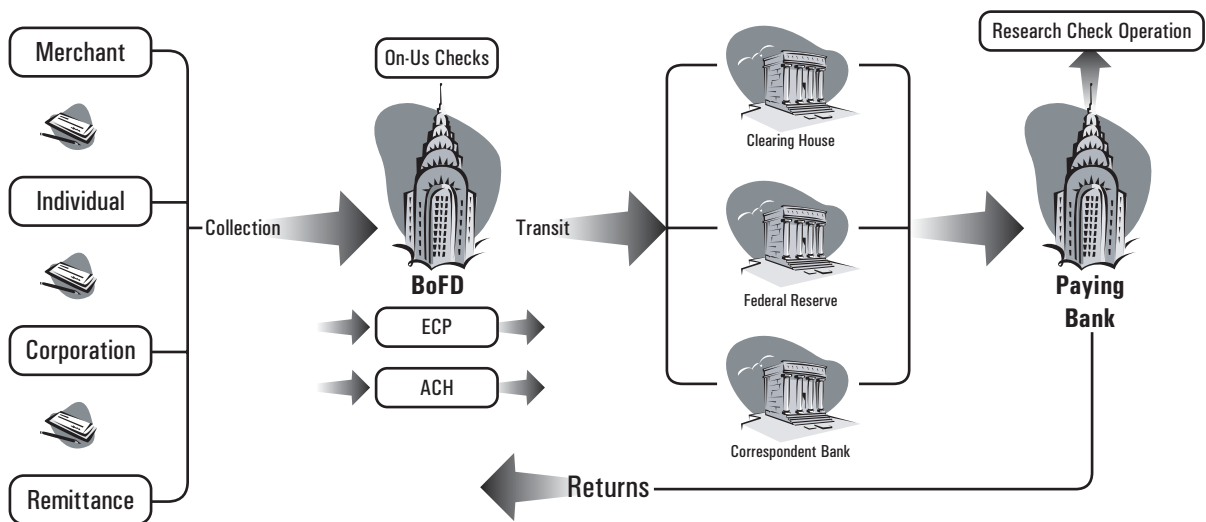 Merchant
Individual
Corporation
Remittance
Collection
On-Us Checks
BoFD
ECP
ACH
Transit
Clearing House
Federal Reserve
Correspondent Bank
Research Check Operation
Paying
Bank
Returns